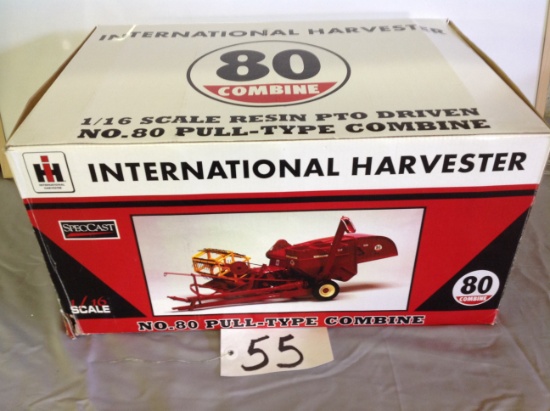 INTERNATIONAL HARVESTER
80
COMBINE
1/16 SCALE RESIN PTO DRIVEN
NO.80 PULL-TYPE COMBINE
IH
INTERNATIONAL HARVESTER
SPECCAST
80
COMBINE
1/16
SCALE
NO.80 PULL-TYPE COMBINE
55